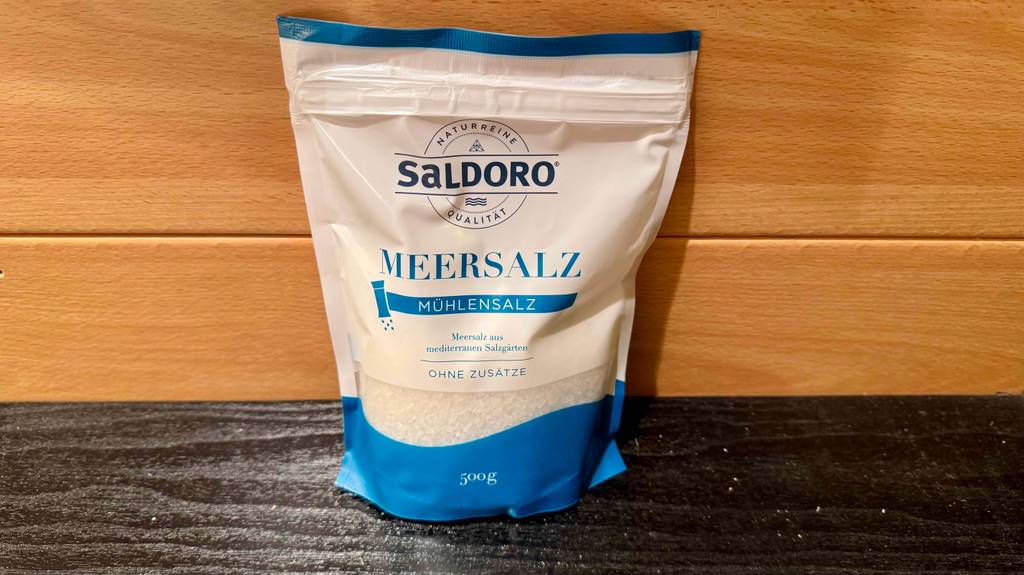 NATURREINE
SaLDORO®
QUALITÄT
MEERSALZ
MÜHLENSALZ
Meersalz aus
mediterranen Salzgärten
OHNE ZUSÄTZE
500g